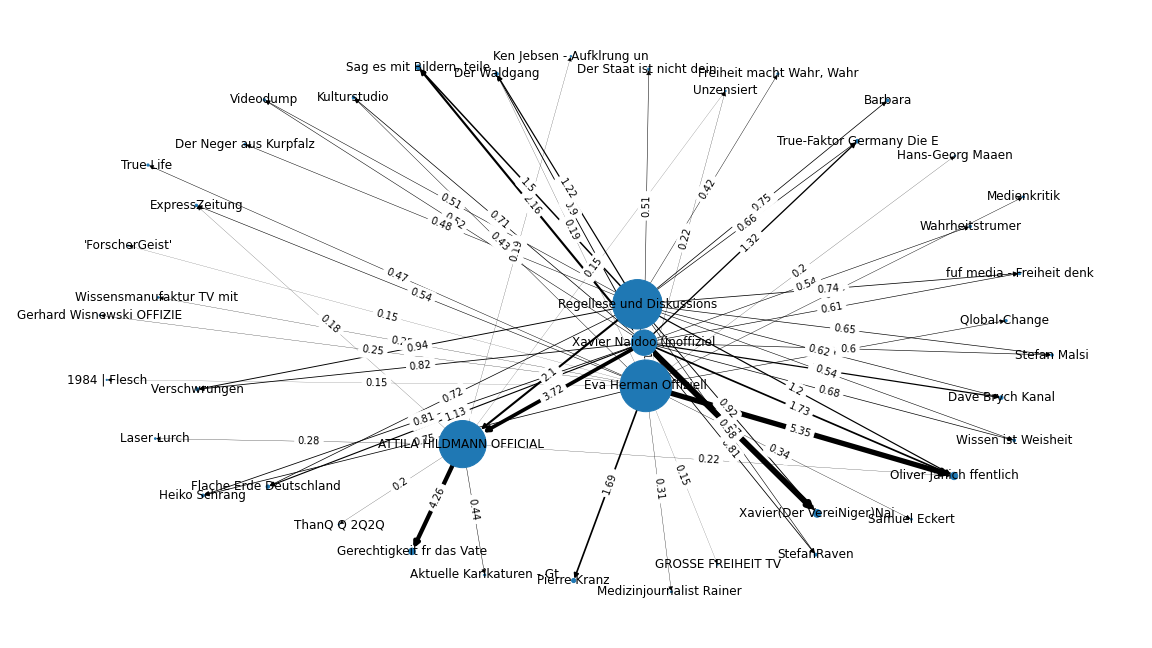 Ken Jebsen - Aufklrung un
Sag es mit Bildern, teile
Der Staat ist nicht dein
Der Waldgang
Freiheit macht Wahr, Wahr
Unzensiert
Videodump
Kulturstudio
Barbara
Der Neger aus Kurpfalz
True-Faktor Germany Die E
Hans-Georg Maaen
True Life
1.5
1.22
0.42
Medienkritik
ExpressZeitung
0.51
2.16
0.9
0.51
0.75
0.52
0.71
0.66
Wahrheitstrumer
0.48
0.43
0.19
0.19
0.22
1.32
'ForscherGeist'
0.47
0.15
0.2
fuf media - Freiheit denk
0.54
0.54
0.74
Wissensmanufaktur TV mit
Regellese und Diskussions
0.61
Gerhard Wisnewski OFFIZIE
0.15
0.18
0.65
Qlobal-Change
Xavier Naidoo (inoffiziel
0.25
0.94
0.62
0.6
Stefan Malsi
0.82
0.54
1984 | Flesch
0.15
2.1
Eva Herman Offiziell
1.2
0.68
Verschwrungen
0.72
3.72
Dave Brych Kanal
0.92
1.73
0.81
1.13
0.58
5.35
Laser Lurch
0.28
ATTILA HILDMANN OFFICIAL
Wissen ist Weisheit
0.22
0.34
Oliver Janich ffentlich
Flache Erde Deutschland
0.2
4.26
1.69
0.31
0.15
Heiko Schrang
0.44
Xavier(Der VereiNiger)Nai
Samuel Eckert
ThanQ Q 2Q2Q
Gerechtigkeit fr das Vate
StefanRaven
GROSSE FREIHEIT TV
Aktuelle Karikaturen - Gt
Pierre Kranz
Medizinjournalist Rainer